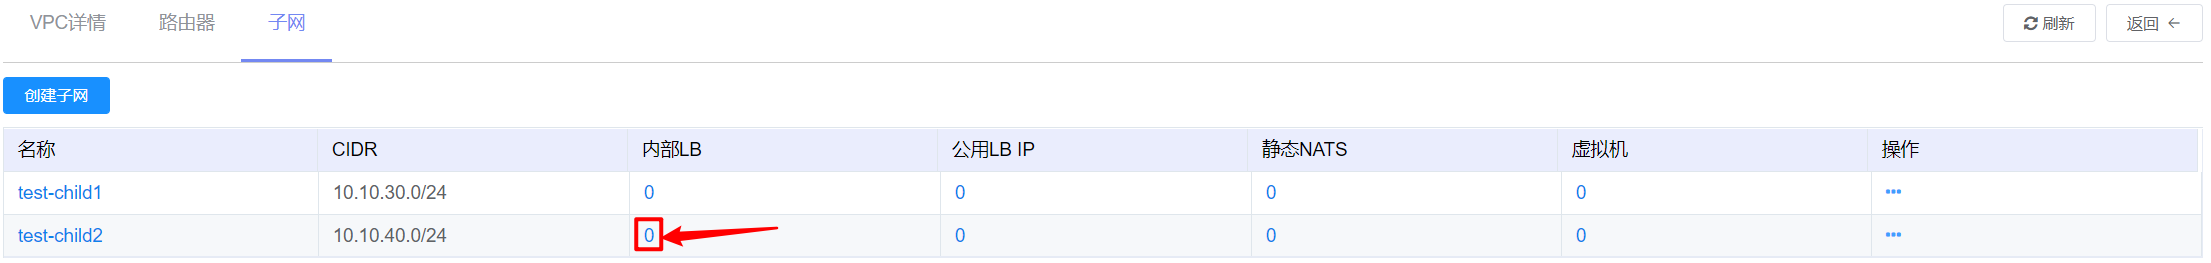 VPC详情 路由器 子网 刷新 返回 ←
创建子网
名称 CIDR 内部LB 公用LB IP 静态NATS 虚拟机 操作
test-child1 10.10.30.0/24 0 0 0 0 •••
test-child2 10.10.40.0/24 0 0 0 0 •••